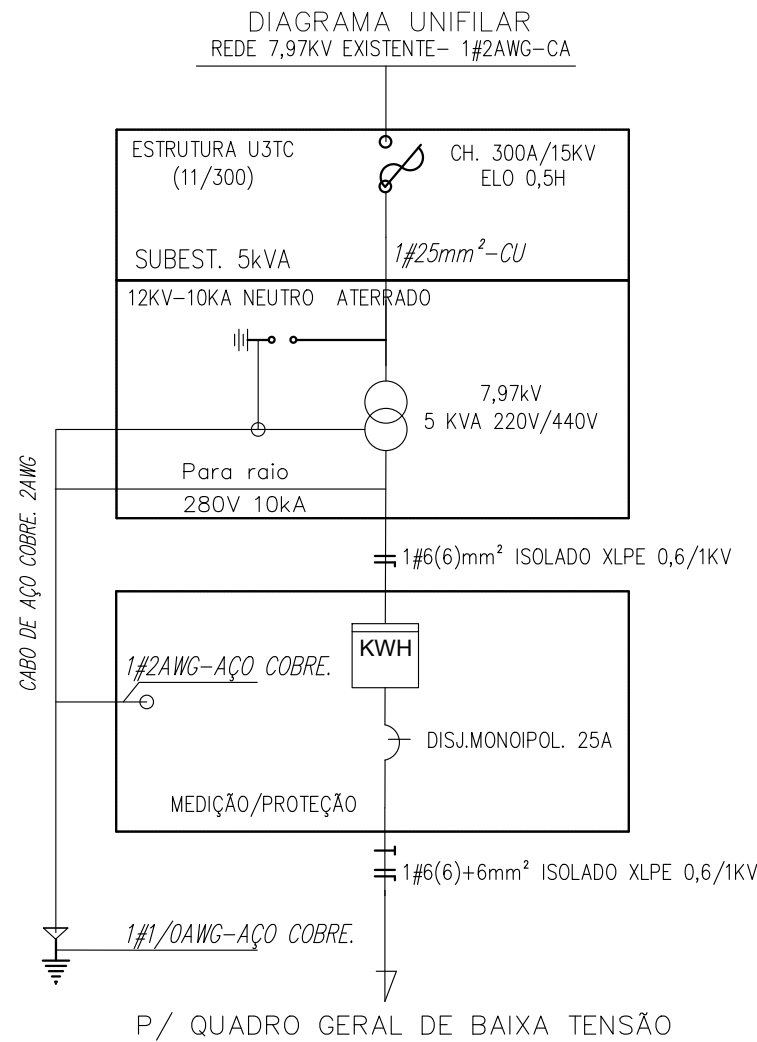 DIAGRAMA UNIFILAR
REDE 7,97KV EXISTENTE- 1#2AWG-CA
ESTRUTURA U3TC
(11/300)
CH. 300A/15KV
ELO 0,5H
SUBEST. 5kVA
1#25mm²-CU
12KV-10KA NEUTRO ATERRADO
7,97kV
5 KVA 220V/440V
Para raio
280V 10kA
CABO DE AÇO COBRE. 2AWG
1#6(6)mm² ISOLADO XLPE 0,6/1KV
KWH
1#2AWG-AÇO COBRE.
DISJ.MONOIPOL. 25A
MEDIÇÃO/PROTEÇÃO
1#6(6)+6mm² ISOLADO XLPE 0,6/1KV
1#1/0AWG-AÇO COBRE.
P/ QUADRO GERAL DE BAIXA TENSÃO